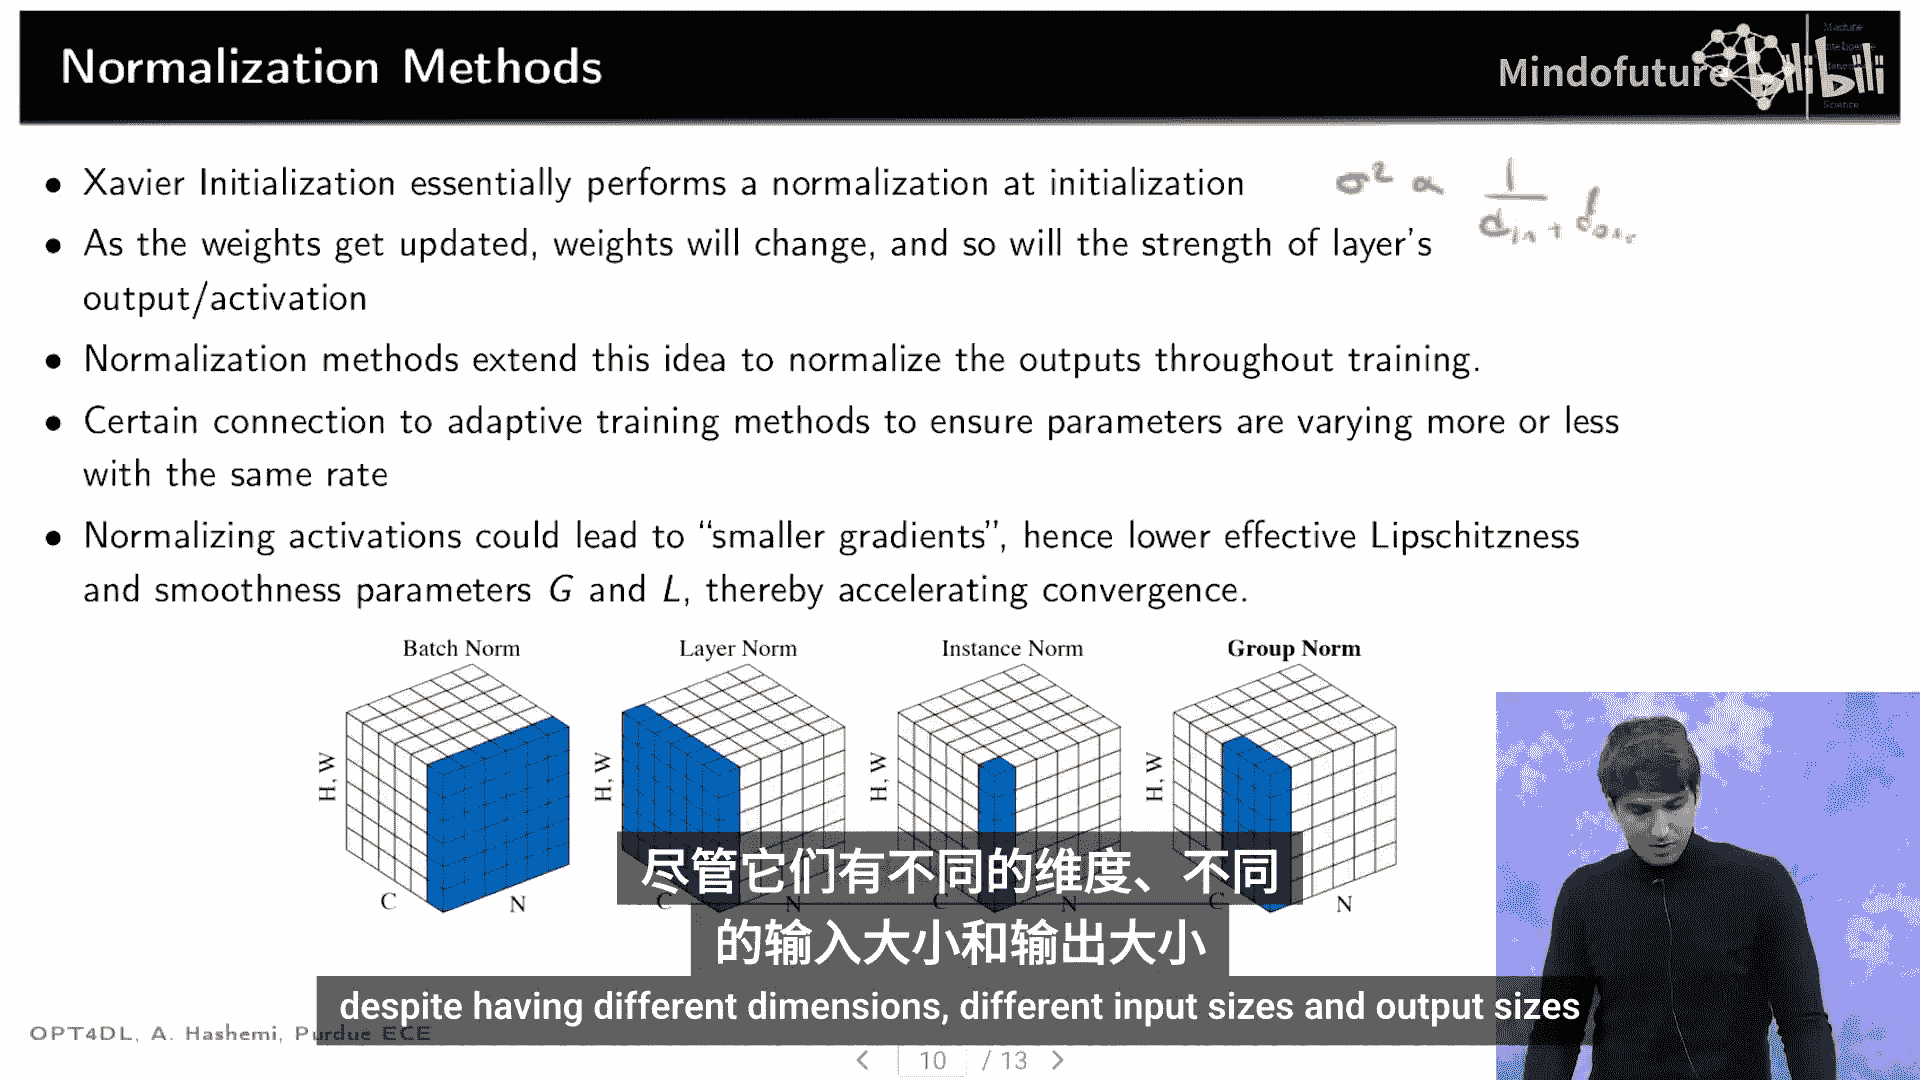 Normalization Methods
Mindofuture
bilibili
• Xavier Initialization essentially performs a normalization at initialization
σ² ∝ 1 / d_in + d_out
• As the weights get updated, weights will change, and so will the strength of layer's
output/activation
• Normalization methods extend this idea to normalize the outputs throughout training.
• Certain connection to adaptive training methods to ensure parameters are varying more or less
with the same rate
• Normalizing activations could lead to “smaller gradients”, hence lower effective Lipschitzness
and smoothness parameters G and L, thereby accelerating convergence.
Batch Norm
Layer Norm
Instance Norm
Group Norm
H, W
H, W
H, W
H, W
C
N
C
N
C
N
C
N
尽管它们有不同的维度、不同
的输入大小和输出大小
despite having different dimensions, different input sizes and output sizes
OPT4DL, A. Hashemi, Purdue ECE
10 / 13